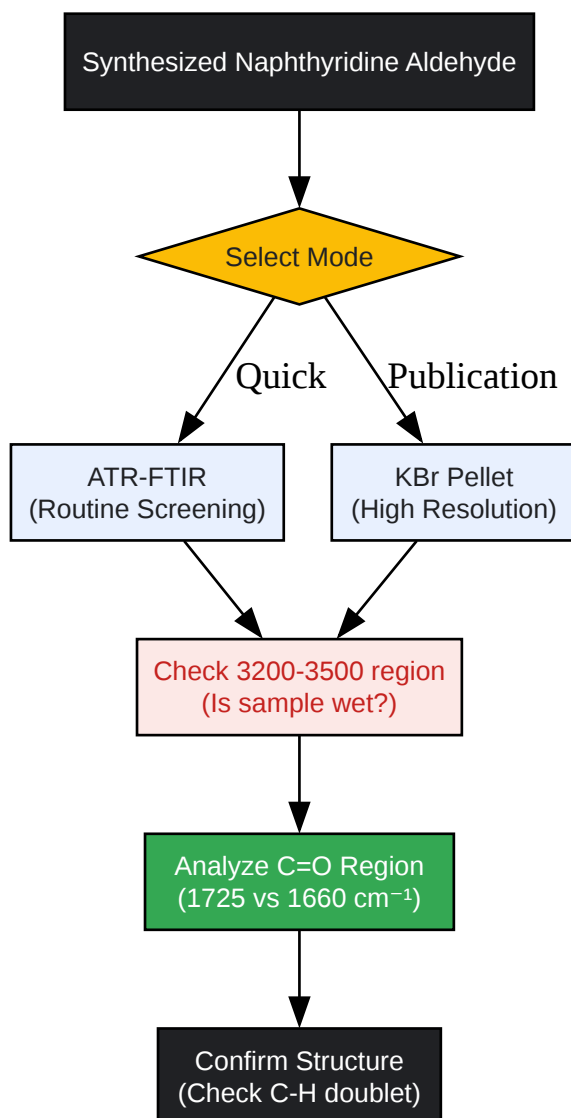 Synthesized Naphthyridine Aldehyde
Select Mode
Quick
Publication
ATR-FTIR
(Routine Screening)
KBr Pellet
(High Resolution)
Check 3200-3500 region
(Is sample wet?)
Analyze C=O Region
(1725 vs 1660 cm⁻¹)
Confirm Structure
(Check C-H doublet)